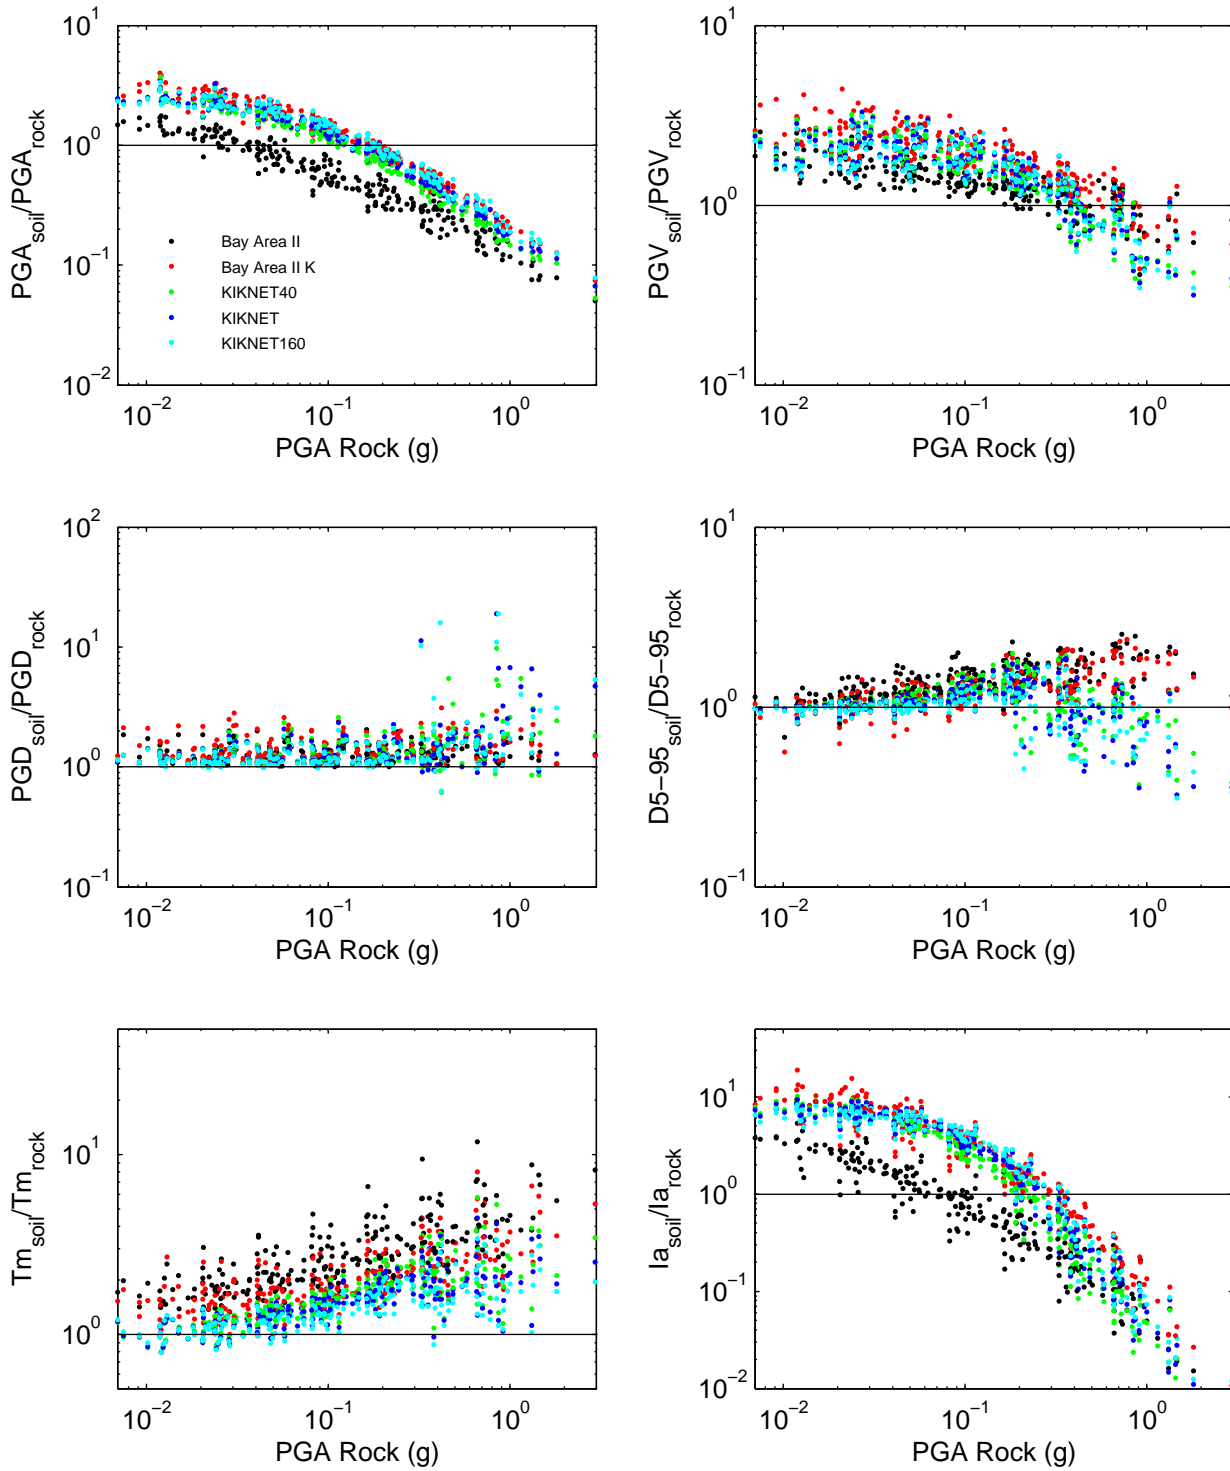 10^1
10^0
10^−1
10^−2
PGA_soil/PGA_rock
Bay Area II
Bay Area II K
KIKNET40
KIKNET
KIKNET160
10^−2 10^−1 10^0
PGA Rock (g)
10^1
10^0
10^−1
PGV_soil/PGV_rock
10^−2 10^−1 10^0
PGA Rock (g)
10^2
10^1
10^0
10^−1
PGD_soil/PGD_rock
10^−2 10^−1 10^0
PGA Rock (g)
10^1
10^0
10^−1
D5−95_soil/D5−95_rock
10^−2 10^−1 10^0
PGA Rock (g)
10^1
10^0
Tm_soil/Tm_rock
10^−2 10^−1 10^0
PGA Rock (g)
10^1
10^0
10^−1
10^−2
Ia_soil/Ia_rock
10^−2 10^−1 10^0
PGA Rock (g)